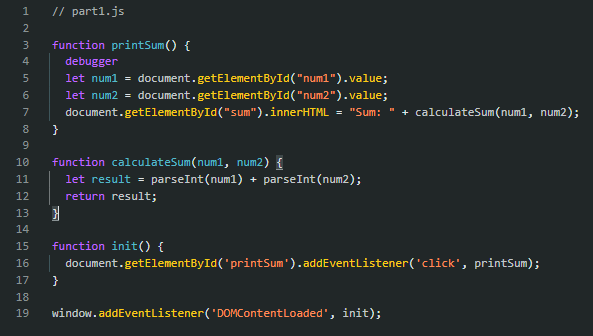 1 // part1.js
2
3 function printSum() {
4   debugger
5   let num1 = document.getElementById("num1").value;
6   let num2 = document.getElementById("num2").value;
7   document.getElementById("sum").innerHTML = "Sum: " + calculateSum(num1, num2);
8 }
9
10 function calculateSum(num1, num2) {
11   let result = parseInt(num1) + parseInt(num2);
12   return result;
13 }
14
15 function init() {
16   document.getElementById('printSum').addEventListener('click', printSum);
17 }
18
19 window.addEventListener('DOMContentLoaded', init);